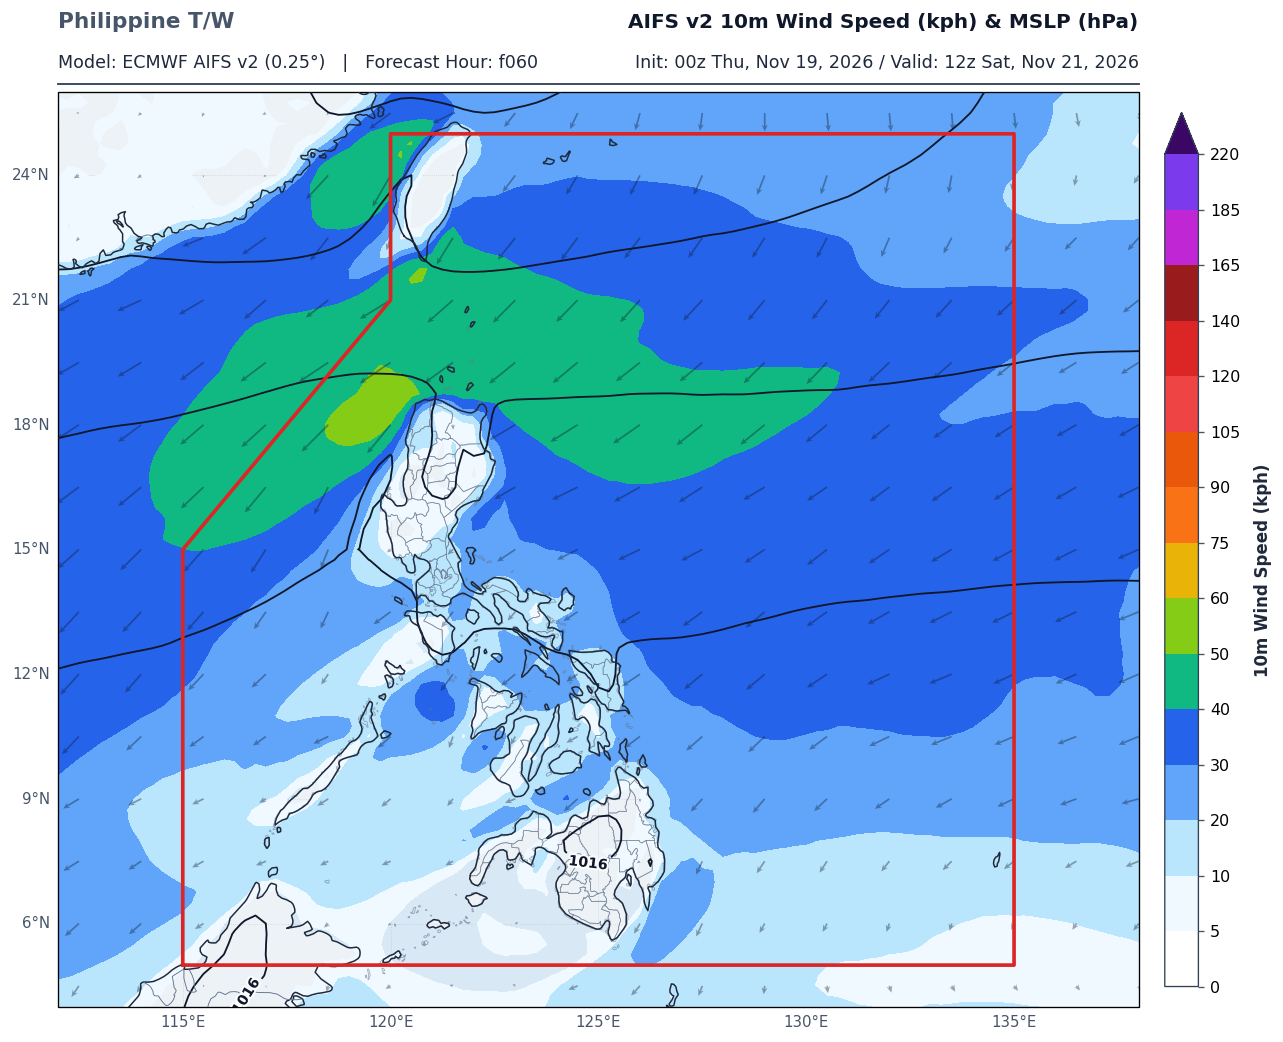 Philippine T/W
AIFS v2 10m Wind Speed (kph) & MSLP (hPa)
Model: ECMWF AIFS v2 (0.25°) | Forecast Hour: f060
Init: 00z Thu, Nov 19, 2026 / Valid: 12z Sat, Nov 21, 2026
24°N
21°N
18°N
15°N
12°N
9°N
6°N
115°E
120°E
125°E
130°E
135°E
1016
1016
220
185
165
140
120
105
90
75
60
50
40
30
20
10
5
0
10m Wind Speed (kph)